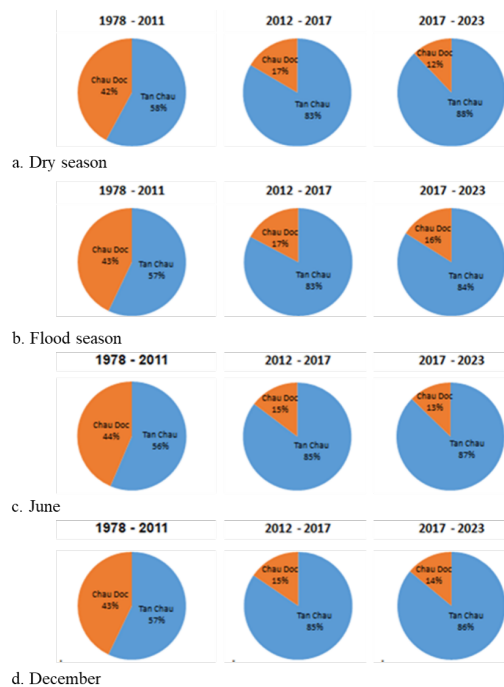 1978 - 2011 2012 - 2017 2017 - 2023
Chau Doc
42%
Tan Chau
58%
Chau Doc
17%
Tan Chau
83%
Chau Doc
12%
Tan Chau
88%
a. Dry season
1978 - 2011 2012 - 2017 2017 - 2023
Chau Doc
43%
Tan Chau
57%
Chau Doc
17%
Tan Chau
83%
Chau Doc
16%
Tan Chau
84%
b. Flood season
1978 - 2011 2012 - 2017 2017 - 2023
Chau Doc
44%
Tan Chau
56%
Chau Doc
15%
Tan Chau
85%
Chau Doc
13%
Tan Chau
87%
c. June
1978 - 2011 2012 - 2017 2017 - 2023
Chau Doc
43%
Tan Chau
57%
Chau Doc
15%
Tan Chau
85%
Chau Doc
14%
Tan Chau
86%
d. December